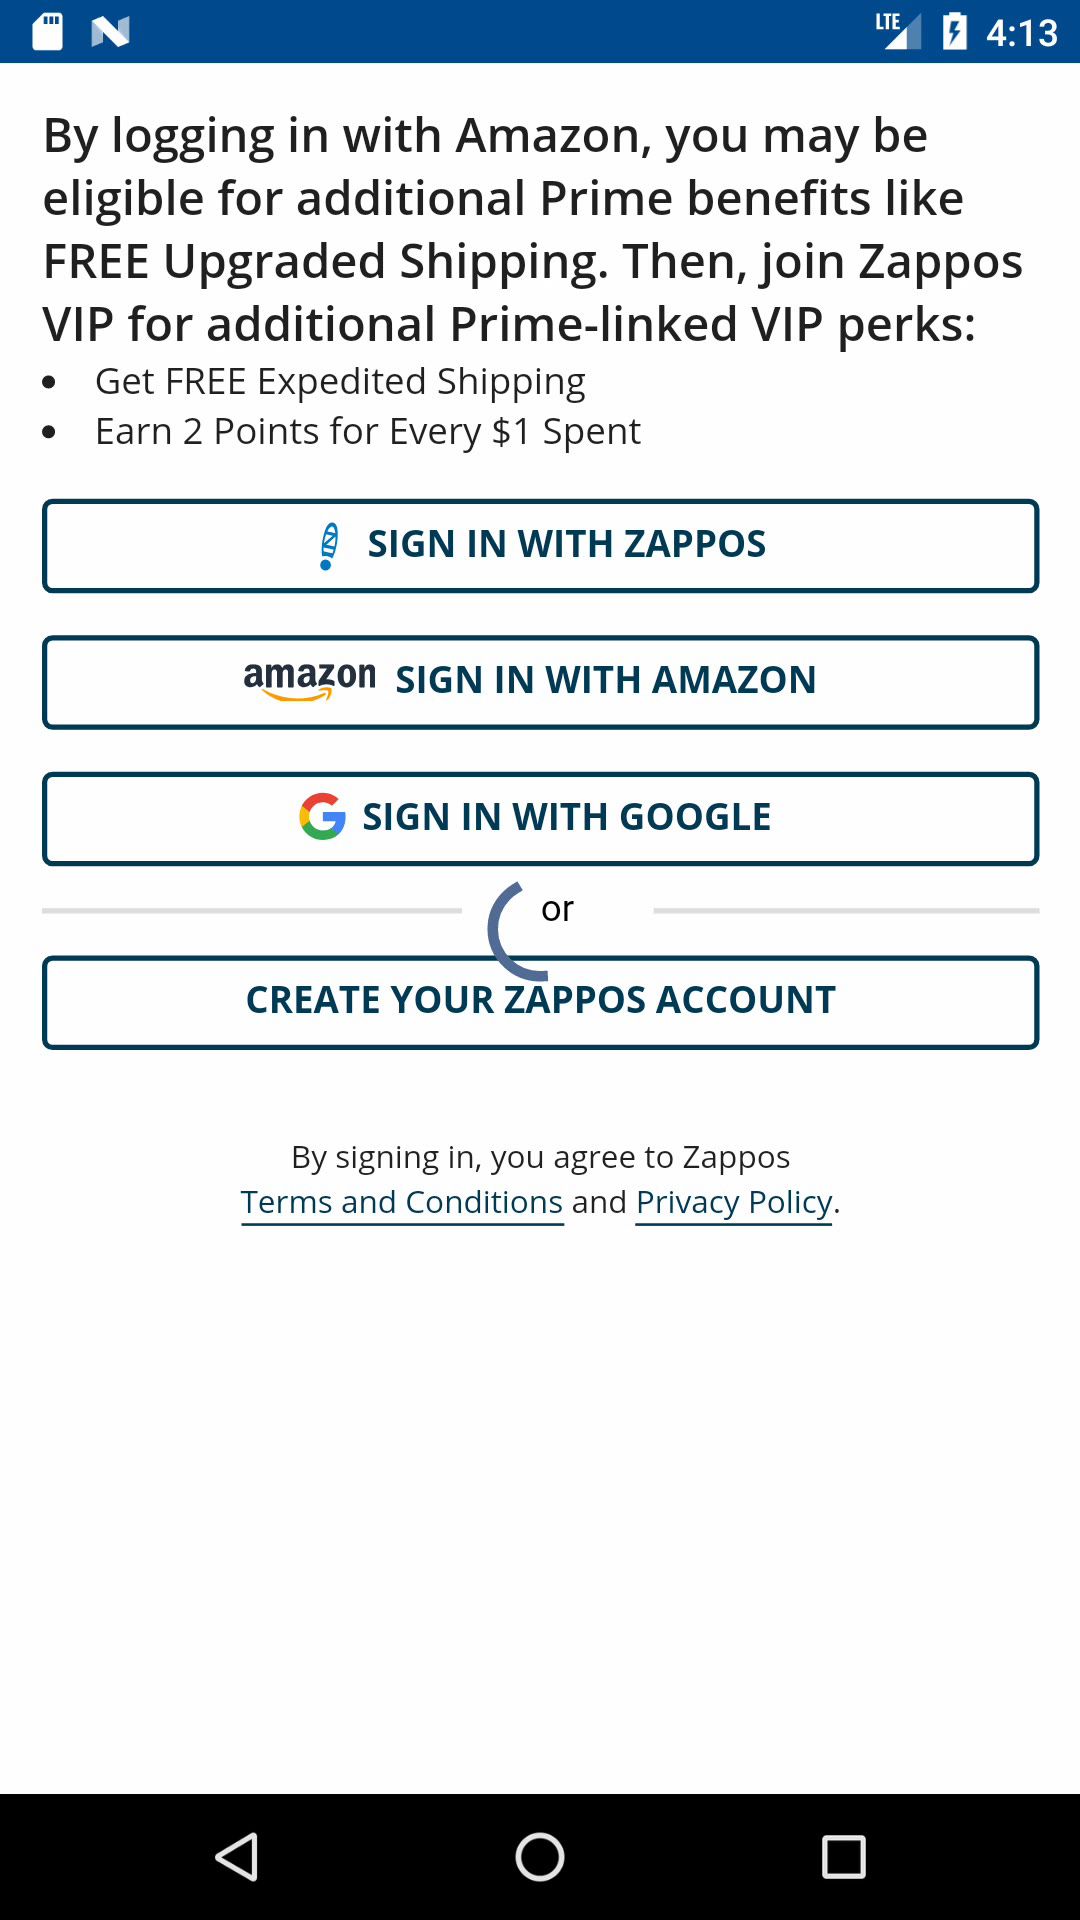 LTE 4:13
By logging in with Amazon, you may be
eligible for additional Prime benefits like
FREE Upgraded Shipping. Then, join Zappos
VIP for additional Prime-linked VIP perks:
• Get FREE Expedited Shipping
• Earn 2 Points for Every $1 Spent
SIGN IN WITH ZAPPOS
amazon SIGN IN WITH AMAZON
SIGN IN WITH GOOGLE
or
CREATE YOUR ZAPPOS ACCOUNT
By signing in, you agree to Zappos
Terms and Conditions and Privacy Policy.